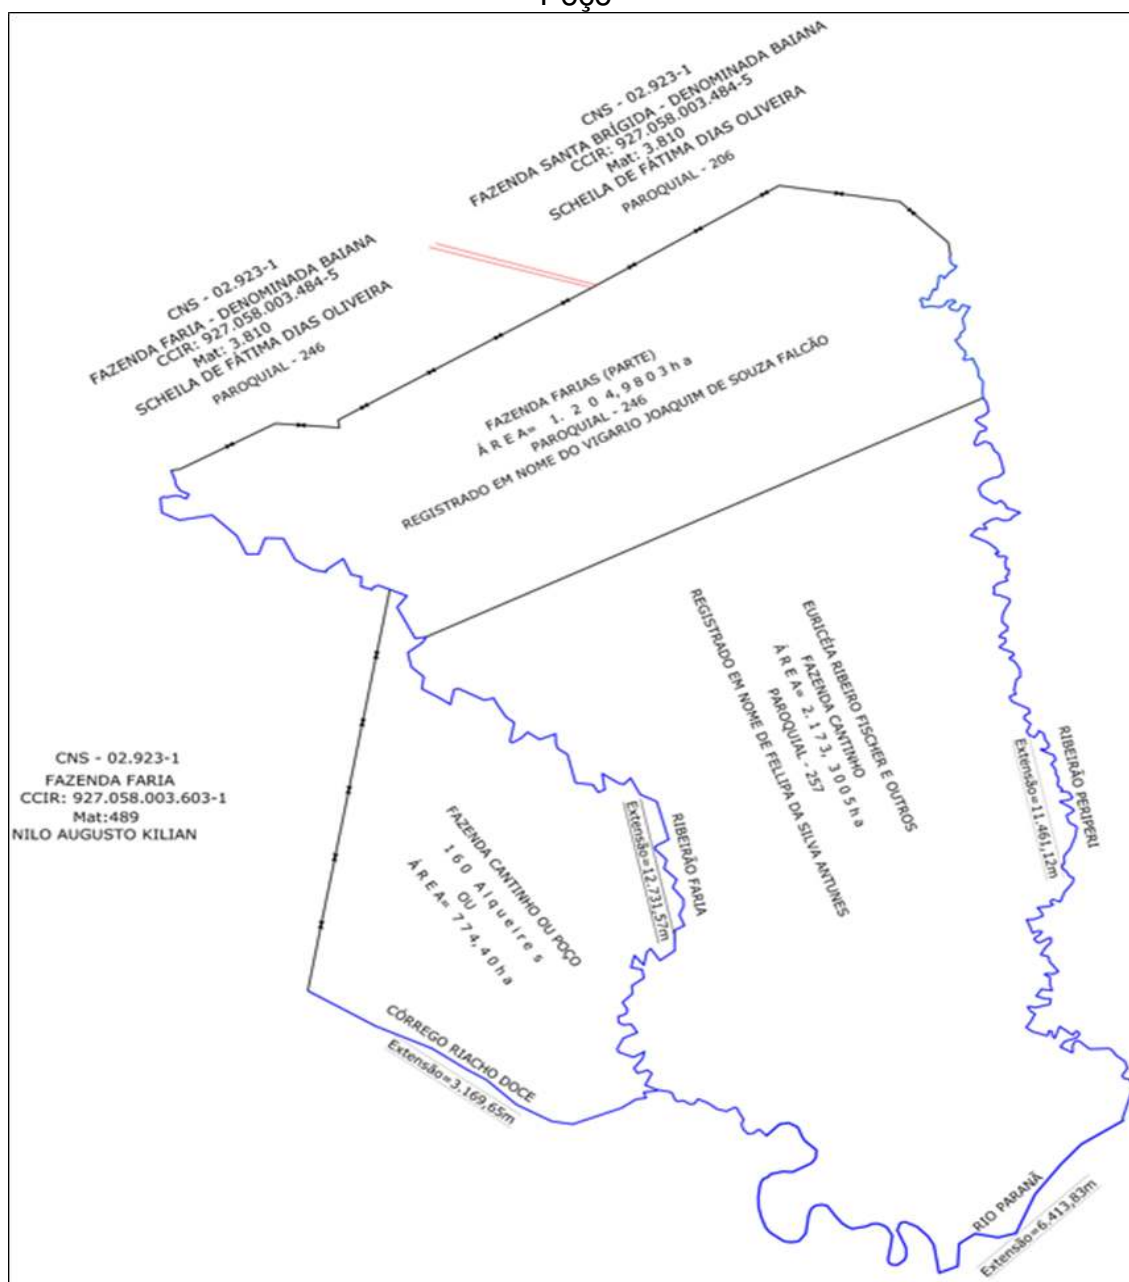 Poço
CNS - 02.923-1
FAZENDA SANTA BRÍGIDA - DENOMINADA BAIANA
CCIR: 927.058.003.484-5
Mat: 3.810
SCHEILA DE FÁTIMA DIAS OLIVEIRA
PAROQUIAL - 206
CNS - 02.923-1
FAZENDA FARIA - DENOMINADA BAIANA
CCIR: 927.058.003.484-5
Mat: 3.810
SCHEILA DE FÁTIMA DIAS OLIVEIRA
PAROQUIAL - 246
FAZENDA FARIAS (PARTE)
Á R E A= 1. 2 0 4, 9 8 0 3 h a
PAROQUIAL - 246
REGISTRADO EM NOME DO VIGARIO JOAQUIM DE SOUZA FALCÃO
EURICÉIA RIBEIRO FISCHER E OUTROS
FAZENDA CANTINHO
Á R E A= 2. 1 7 3, 3 0 0 5 h a
PAROQUIAL - 257
REGISTRADO EM NOME DE FELLIPA DA SILVA ANTUNES
RIBEIRÃO PERIPERI
Extensão=11.461,12m
CNS - 02.923-1
FAZENDA FARIA
CCIR: 927.058.003.603-1
Mat:489
NILO AUGUSTO KILIAN
FAZENDA CANTINHO OU POÇO
1 6 0 A l q u e i r e s
OU
Á R E A= 7 7 4, 4 0 h a
RIBEIRÃO FARIA
Extensão=12.731,57m
CÓRREGO RIACHO DOCE
Extensão=3.169,65m
RIO PARANÃ
Extensão=6.413,83m